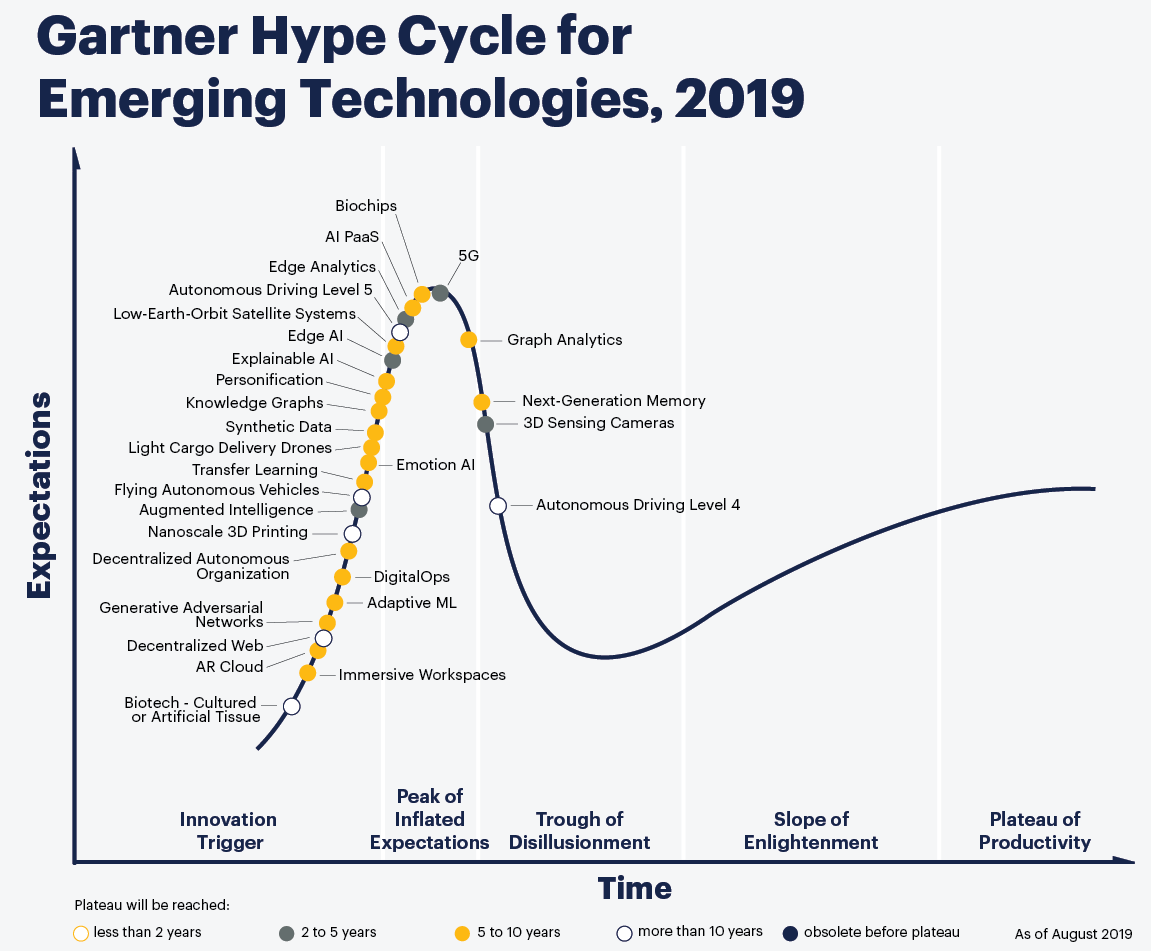 Gartner Hype Cycle for
Emerging Technologies, 2019
Expectations
Biochips
AI PaaS
5G
Edge Analytics
Autonomous Driving Level 5
Low-Earth-Orbit Satellite Systems
Edge AI
Graph Analytics
Explainable AI
Personification
Knowledge Graphs
Next-Generation Memory
3D Sensing Cameras
Synthetic Data
Light Cargo Delivery Drones
Emotion AI
Transfer Learning
Flying Autonomous Vehicles
Augmented Intelligence
Autonomous Driving Level 4
Nanoscale 3D Printing
Decentralized Autonomous
Organization
DigitalOps
Adaptive ML
Generative Adversarial
Networks
Decentralized Web
AR Cloud
Immersive Workspaces
Biotech - Cultured
or Artificial Tissue
Innovation
Trigger
Peak of
Inflated
Expectations
Trough of
Disillusionment
Slope of
Enlightenment
Plateau of
Productivity
Time
Plateau will be reached:
less than 2 years
2 to 5 years
5 to 10 years
more than 10 years
obsolete before plateau
As of August 2019